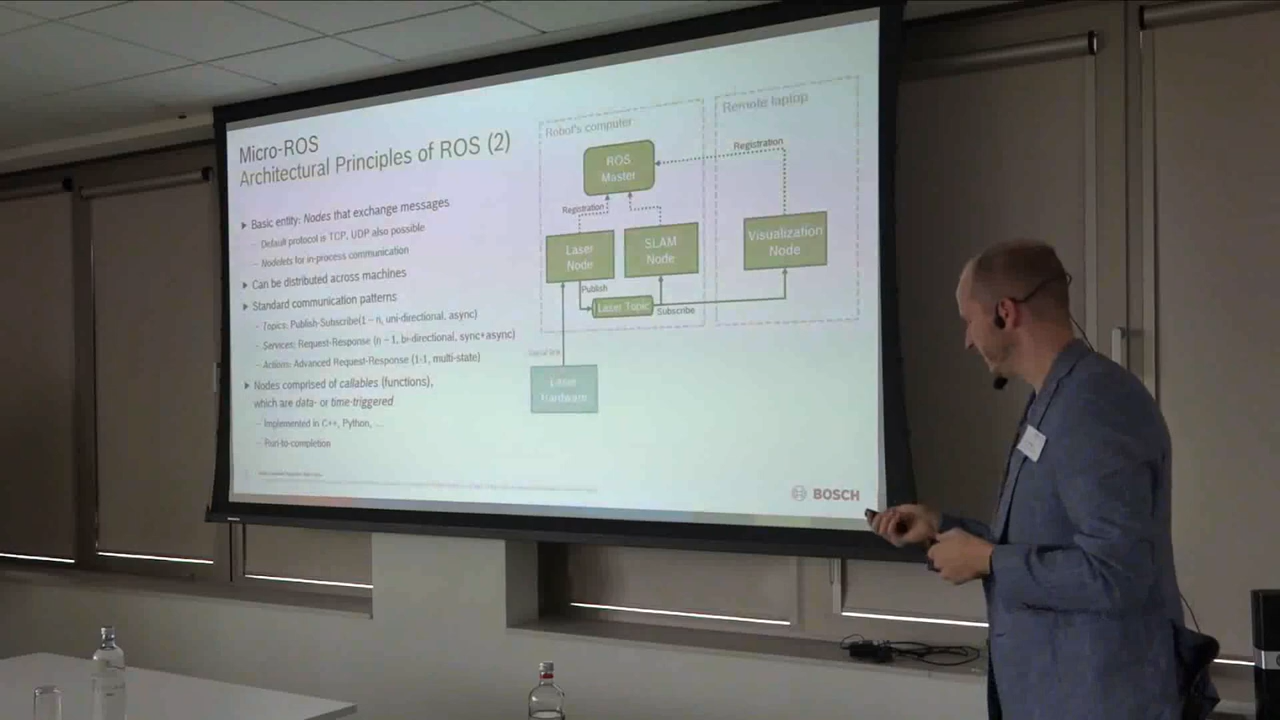 Micro-ROS
Architectural Principles of ROS (2)
Basic entity: Nodes that exchange messages
– Default protocol is TCP, UDP also possible
– Nodelets for in-process communication
Can be distributed across machines
Standard communication patterns
– Topics: Publish-Subscribe(1 – n, uni-directional, async)
– Services: Request-Response (n – 1, bi-directional, sync+async)
– Actions: Advanced Request-Response (1-1, multi-state)
Nodes comprised of callables (functions),
which are data- or time-triggered
– Implemented in C++, Python, ...
– Run-to-completion
Robot's computer
Remote laptop
ROS
Master
Registration
Registration
Laser
Node
SLAM
Node
Visualization
Node
Publish
Laser Topic
Subscribe
Laser
Hardware
BOSCH